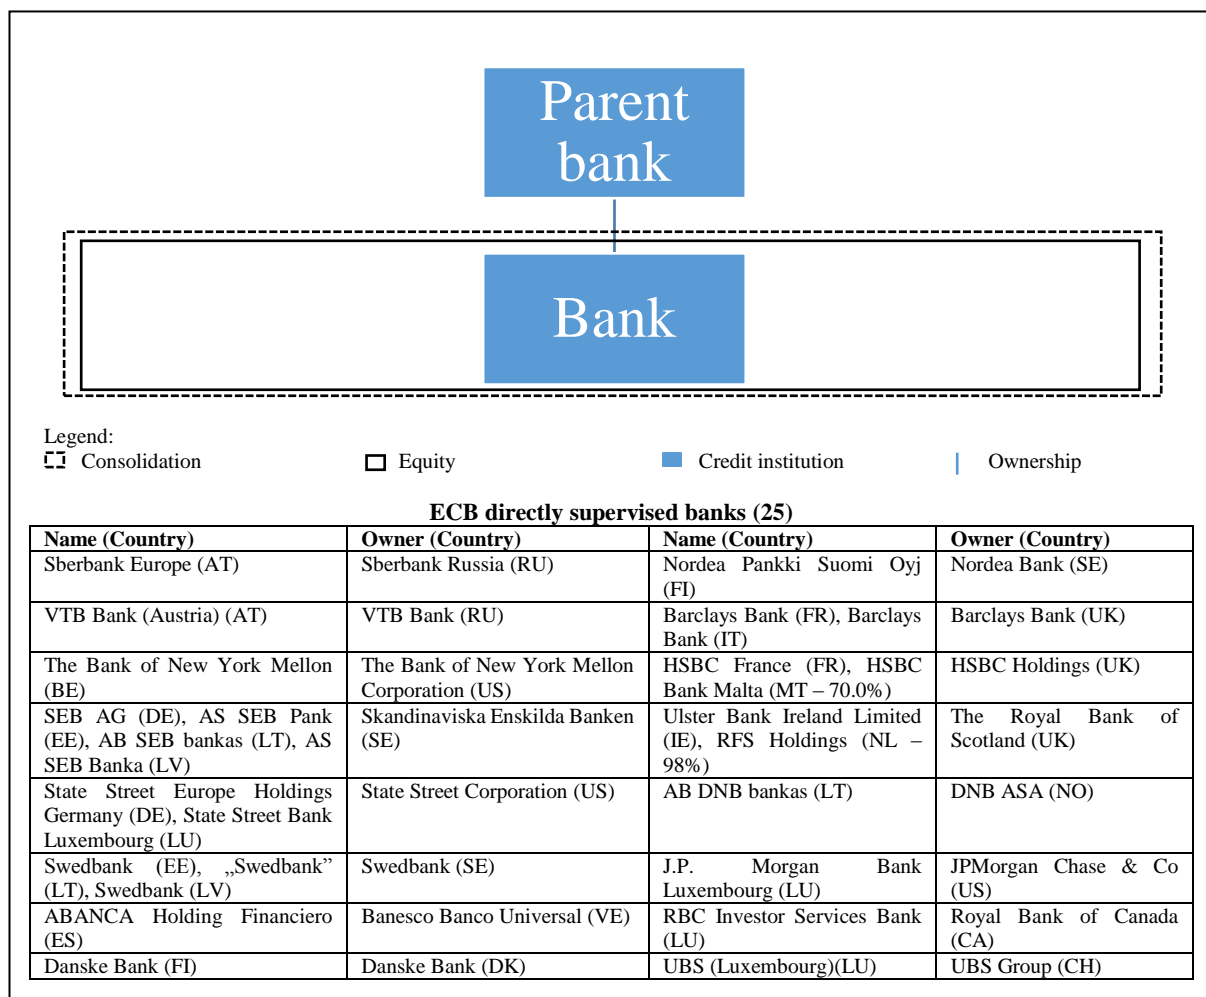 Parent
bank
Bank
Legend:
Consolidation
Equity
Credit institution
Ownership
ECB directly supervised banks (25)
Name (Country)
Owner (Country)
Name (Country)
Owner (Country)
Sberbank Europe (AT)
Sberbank Russia (RU)
Nordea Pankki Suomi Oyj
(FI)
Nordea Bank (SE)
VTB Bank (Austria) (AT)
VTB Bank (RU)
Barclays Bank (FR), Barclays
Bank (IT)
Barclays Bank (UK)
The Bank of New York Mellon
(BE)
The Bank of New York Mellon
Corporation (US)
HSBC France (FR), HSBC
Bank Malta (MT – 70.0%)
HSBC Holdings (UK)
SEB AG (DE), AS SEB Pank
(EE), AB SEB bankas (LT), AS
SEB Banka (LV)
Skandinaviska Enskilda Banken
(SE)
Ulster Bank Ireland Limited
(IE), RFS Holdings (NL –
98%)
The Royal Bank of
Scotland (UK)
State Street Europe Holdings
Germany (DE), State Street Bank
Luxembourg (LU)
State Street Corporation (US)
AB DNB bankas (LT)
DNB ASA (NO)
Swedbank (EE), „Swedbank”
(LT), Swedbank (LV)
Swedbank (SE)
J.P. Morgan Bank
Luxembourg (LU)
JPMorgan Chase & Co
(US)
ABANCA Holding Financiero
(ES)
Banesco Banco Universal (VE)
RBC Investor Services Bank
(LU)
Royal Bank of Canada
(CA)
Danske Bank (FI)
Danske Bank (DK)
UBS (Luxembourg)(LU)
UBS Group (CH)